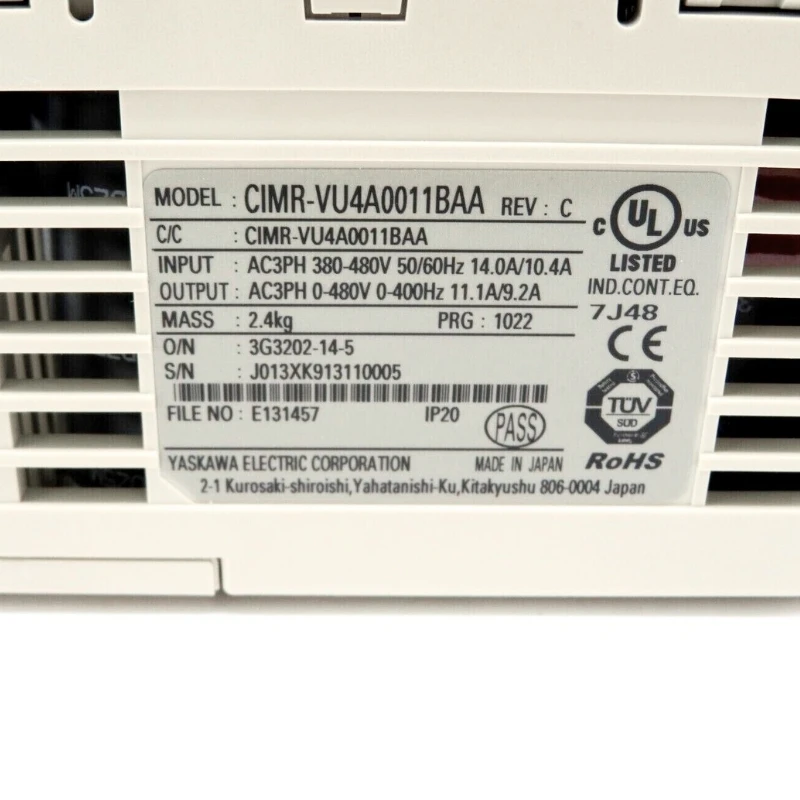 MODEL : CIMR-VU4A0011BAA REV : C
C/C : CIMR-VU4A0011BAA
INPUT : AC3PH 380-480V 50/60Hz 14.0A/10.4A
OUTPUT : AC3PH 0-480V 0-400Hz 11.1A/9.2A
MASS : 2.4kg PRG : 1022
O/N : 3G3202-14-5
S/N : J013XK913110005
FILE NO : E131457 IP20 PASS
YASKAWA ELECTRIC CORPORATION MADE IN JAPAN
2-1 Kurosaki-shiroishi,Yahatanishi-Ku,Kitakyushu 806-0004 Japan
C UL US
LISTED
IND.CONT.EQ.
7J48
CE
TÜV
SÜD
RoHS